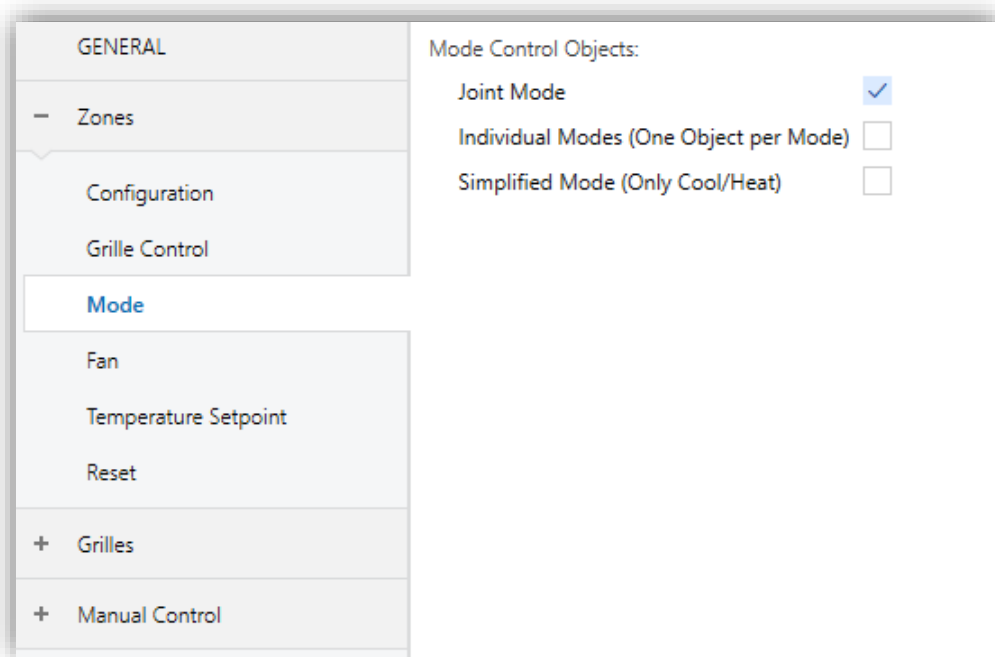 GENERAL
Zones
Configuration
Grille Control
Mode
Fan
Temperature Setpoint
Reset
Grilles
Manual Control
Mode Control Objects:
Joint Mode
Individual Modes (One Object per Mode)
Simplified Mode (Only Cool/Heat)